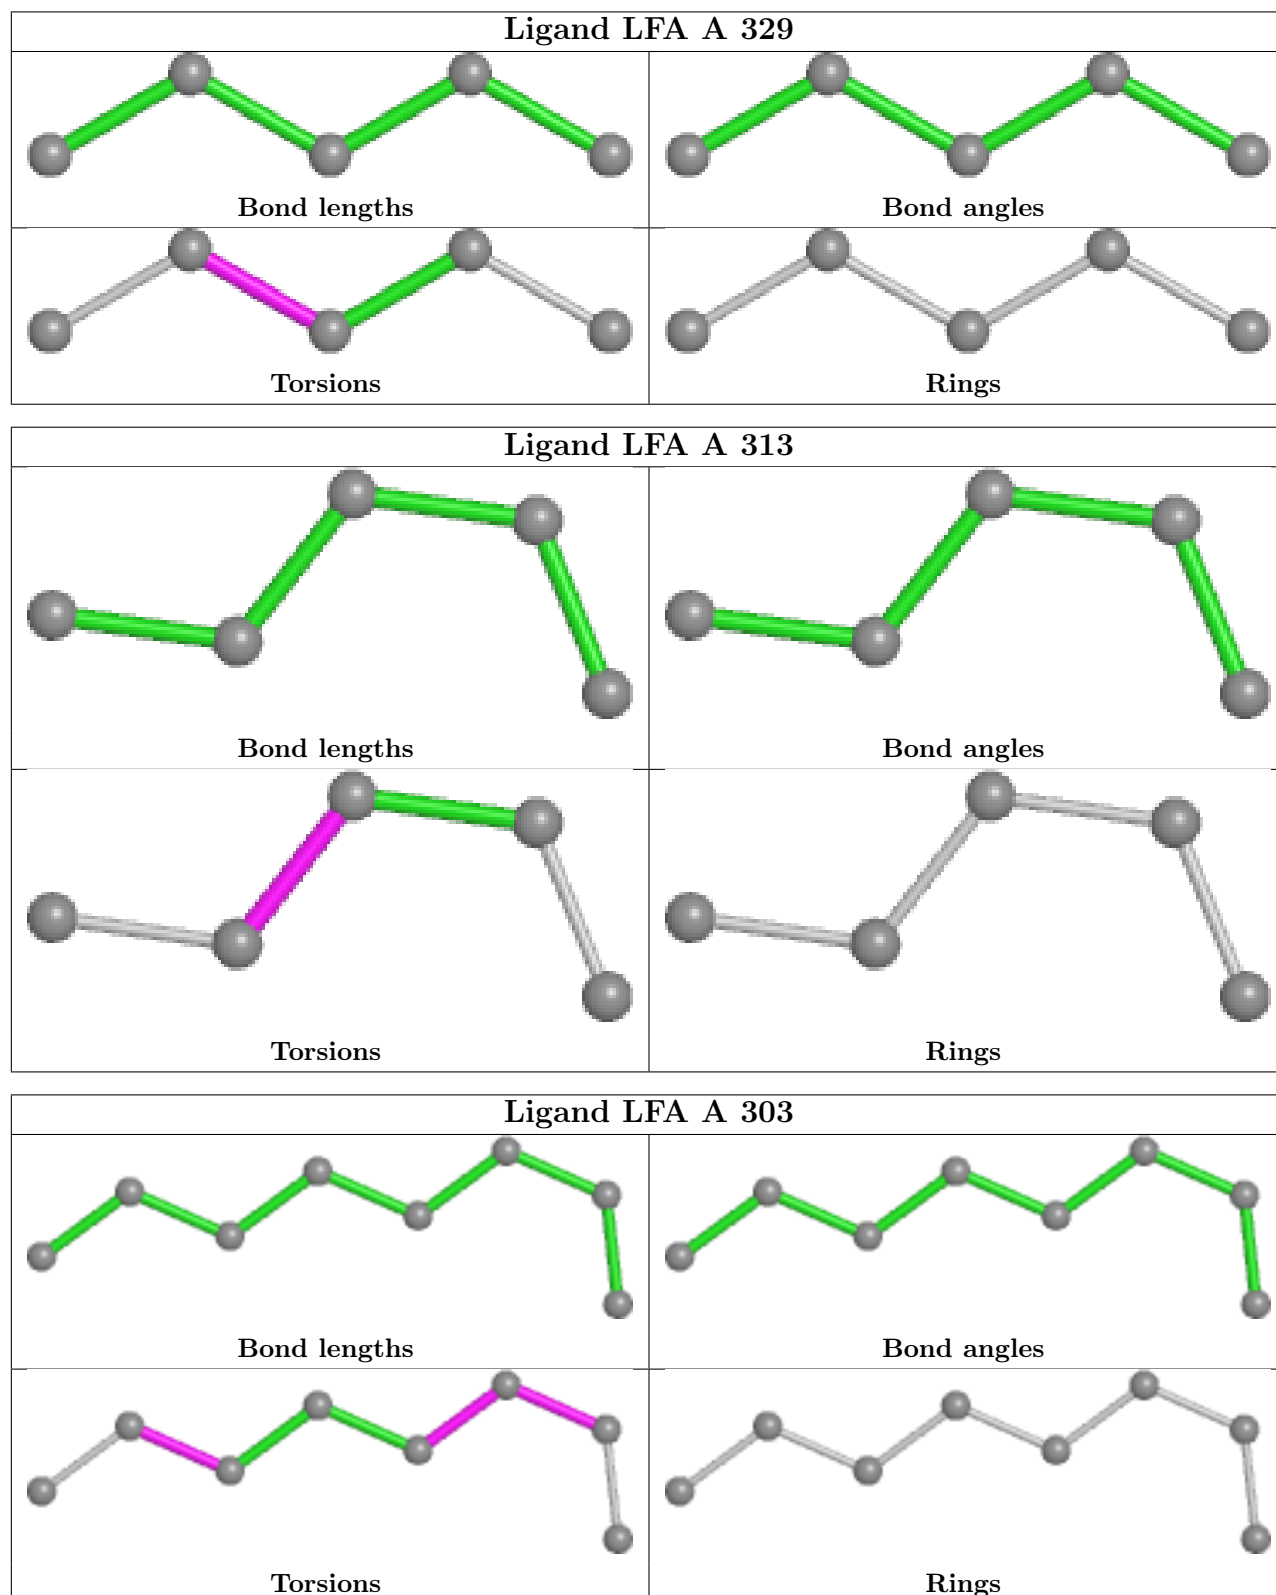 Ligand LFA A 329
Bond lengths
Bond angles
Torsions
Rings
Ligand LFA A 313
Bond lengths
Bond angles
Torsions
Rings
Ligand LFA A 303
Bond lengths
Bond angles
Torsions
Rings